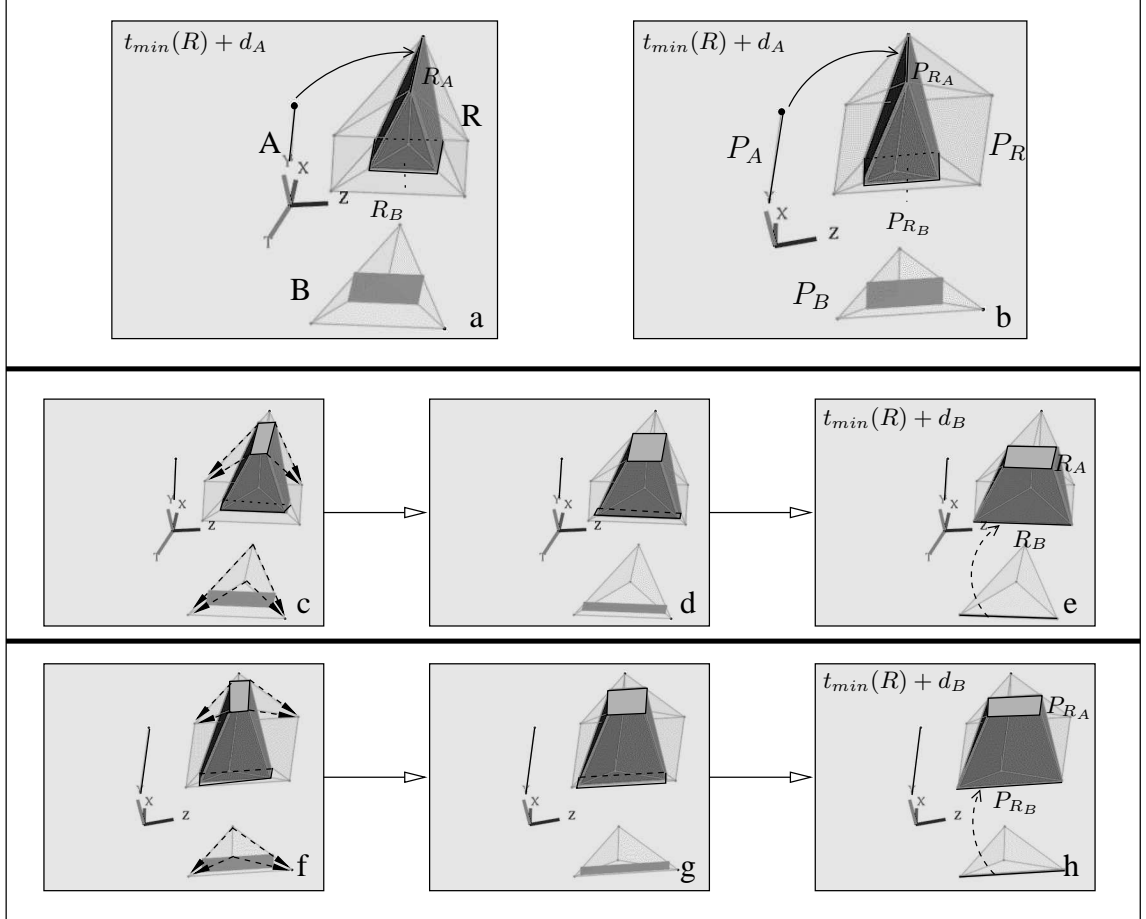 t_min(R) + d_A
R_A
A
R
Y
X
Z
Y
R_B
B
a
t_min(R) + d_A
P_{R_A}
P_A
P_R
Y
X
Z
P_{R_B}
P_B
b
Y
X
Z
Y
c
Y
X
Z
Y
d
t_min(R) + d_B
R_A
Y
X
Z
R_B
Y
e
Y
X
Z
f
Y
X
Z
g
t_min(R) + d_B
P_{R_A}
Y
X
Z
P_{R_B}
h